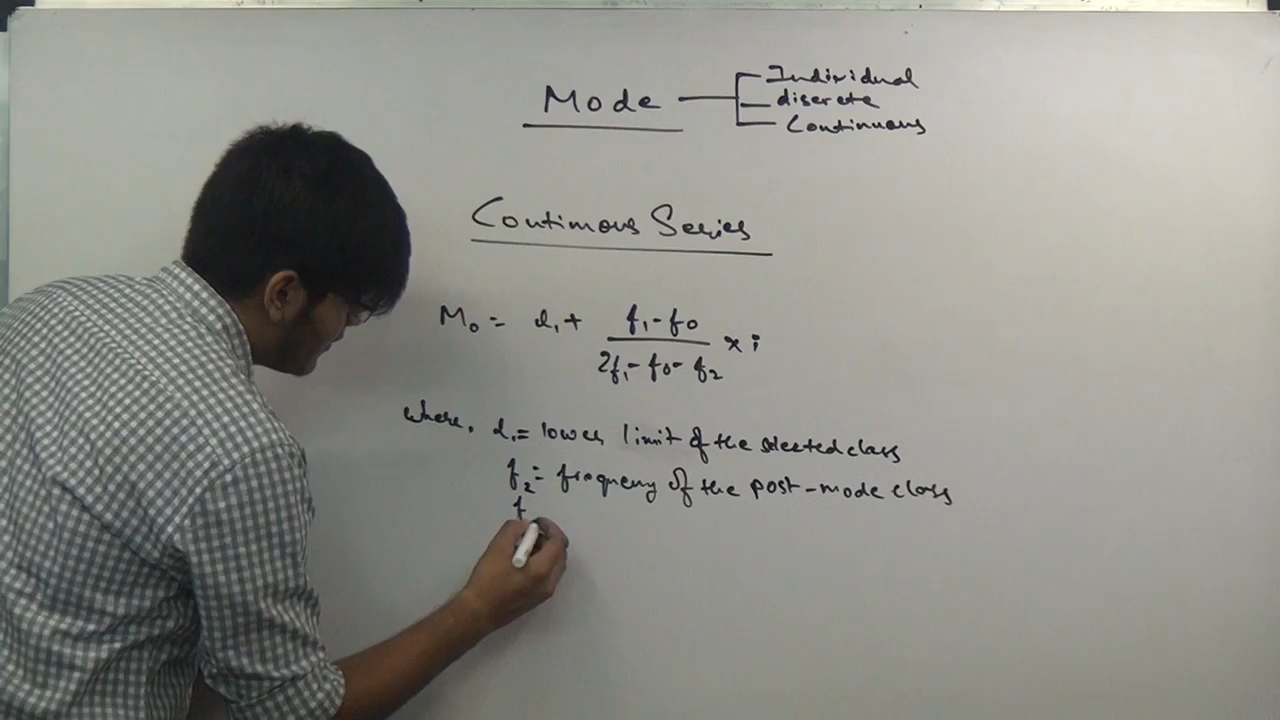 Mode
Individual
discrete
Continuous
Continuous Series
M₀ = l₁ + (f₁ - f₀) / (2f₁ - f₀ - f₂) × i
where, l₁ = lower limit of the selected class
f₂ = frequency of the post-mode class
f